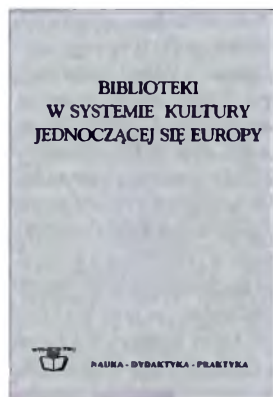 BIBLIOTEKI
W SYSTEMIE KULTURY
JEDNOCZĄCEJ SIĘ EUROPY
NAUKA - DYDAKTYKA - PRAKTYKA